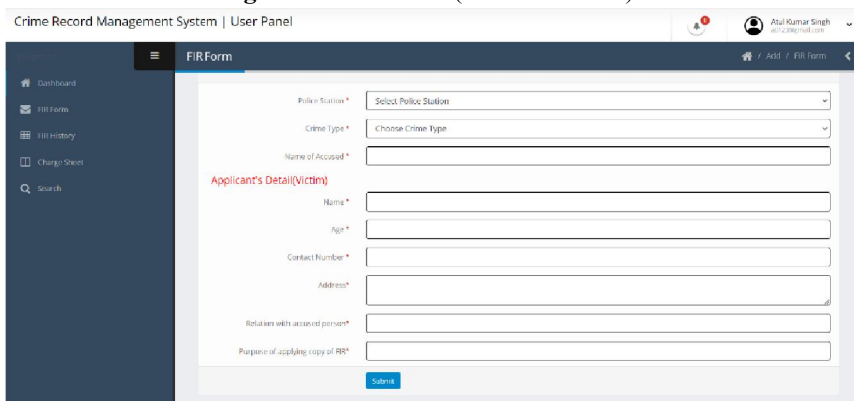 Crime Record Management System | User Panel
0
Atul Kumar Singh
FIR Form
/ Add / FIR Form
Dashboard
FIR Form
FIR History
Charge Sheet
Search
Police Station *
Select Police Station
Crime Type *
Choose Crime Type
Name of Accused *
Applicant's Detail(Victim)
Name *
Age *
Contact Number *
Address*
Relation with accused person*
Purpose of applying copy of FIR*
Submit